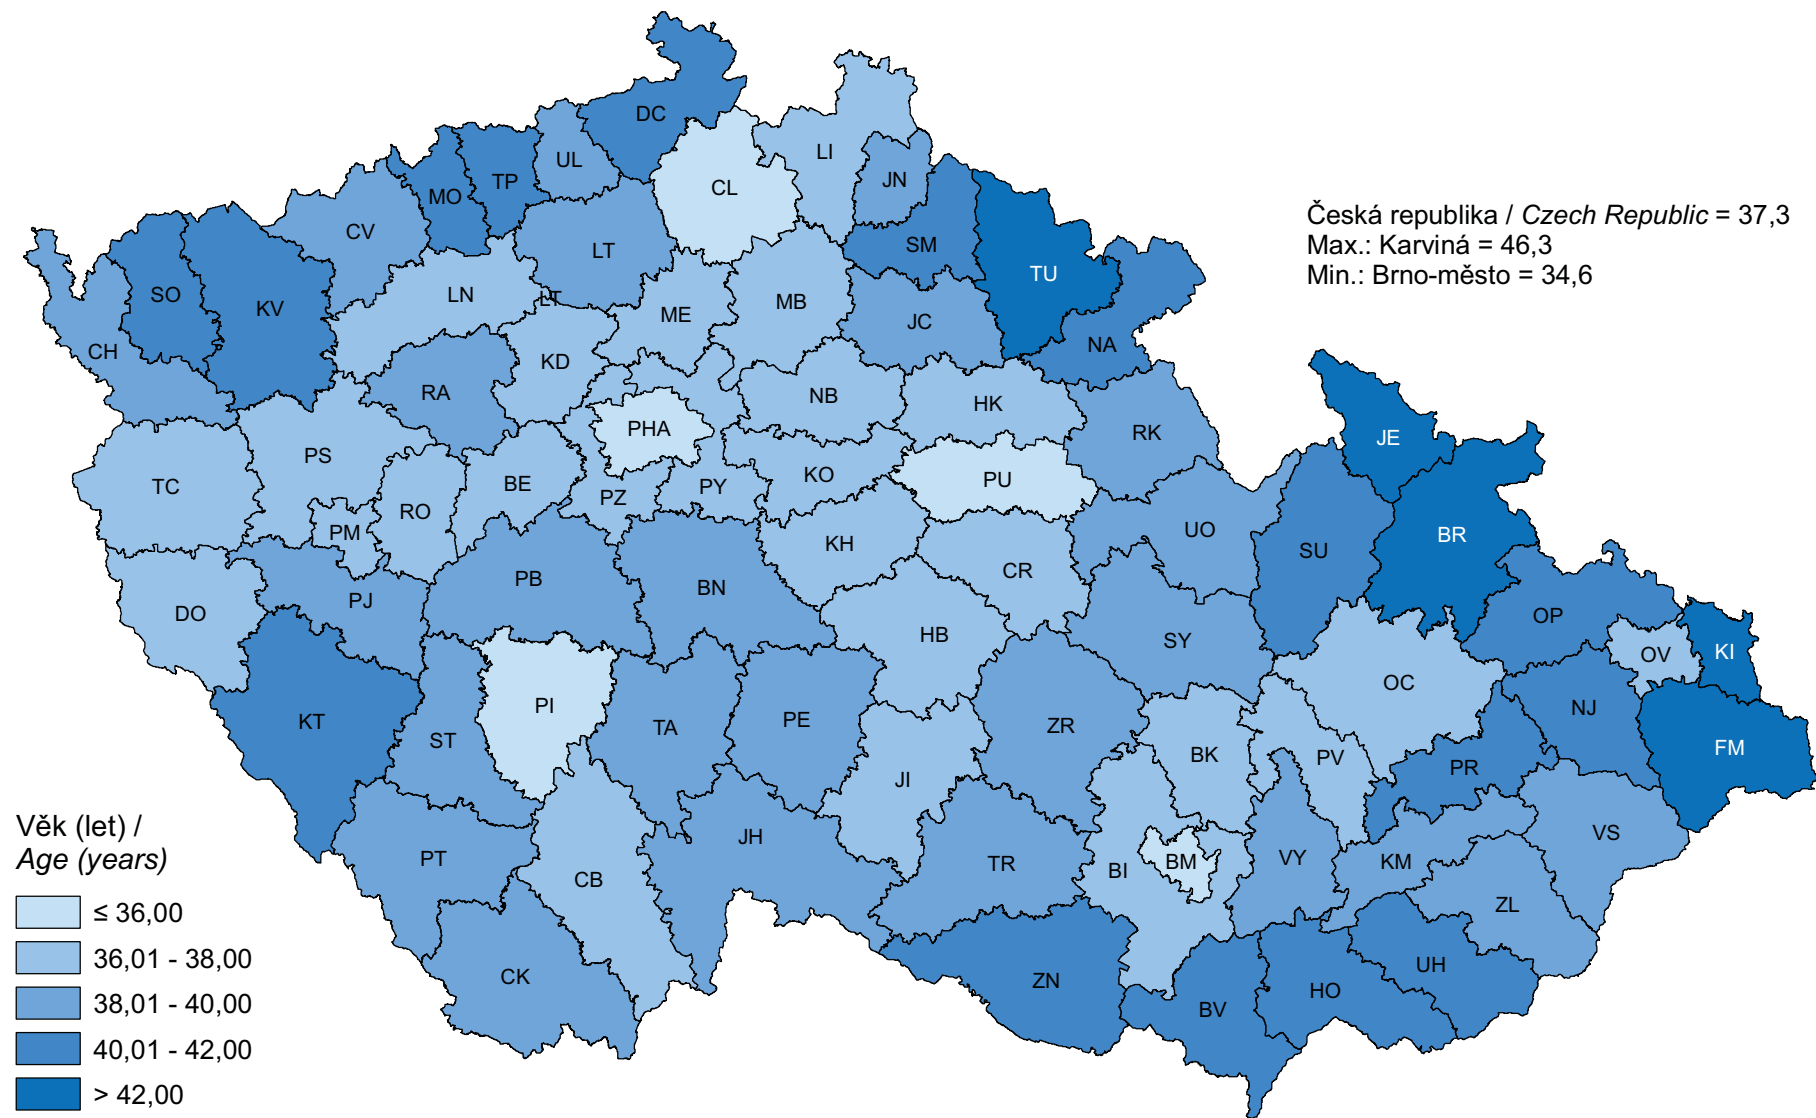 DC
UL
TP
MO
LI
JN
CL
CV
Česká republika / Czech Republic = 37,3
Max.: Karviná = 46,3
Min.: Brno-město = 34,6
SM
LT
TU
SO
KV
LN
LT
ME
MB
JC
CH
NA
KD
RA
NB
HK
PHA
RK
JE
PS
TC
BE
KO
PU
PZ
PY
RO
PM
KH
UO
SU
BR
CR
PB
BN
PJ
DO
HB
SY
OP
OV
KI
OC
PI
NJ
KT
ST
TA
PE
ZR
FM
BK
PV
PR
JI
VS
JH
PT
CB
TR
BI
BM
VY
KM
ZL
CK
ZN
BV
HO
UH
Věk (let) /
Age (years)
≤ 36,00
36,01 - 38,00
38,01 - 40,00
40,01 - 42,00
> 42,00